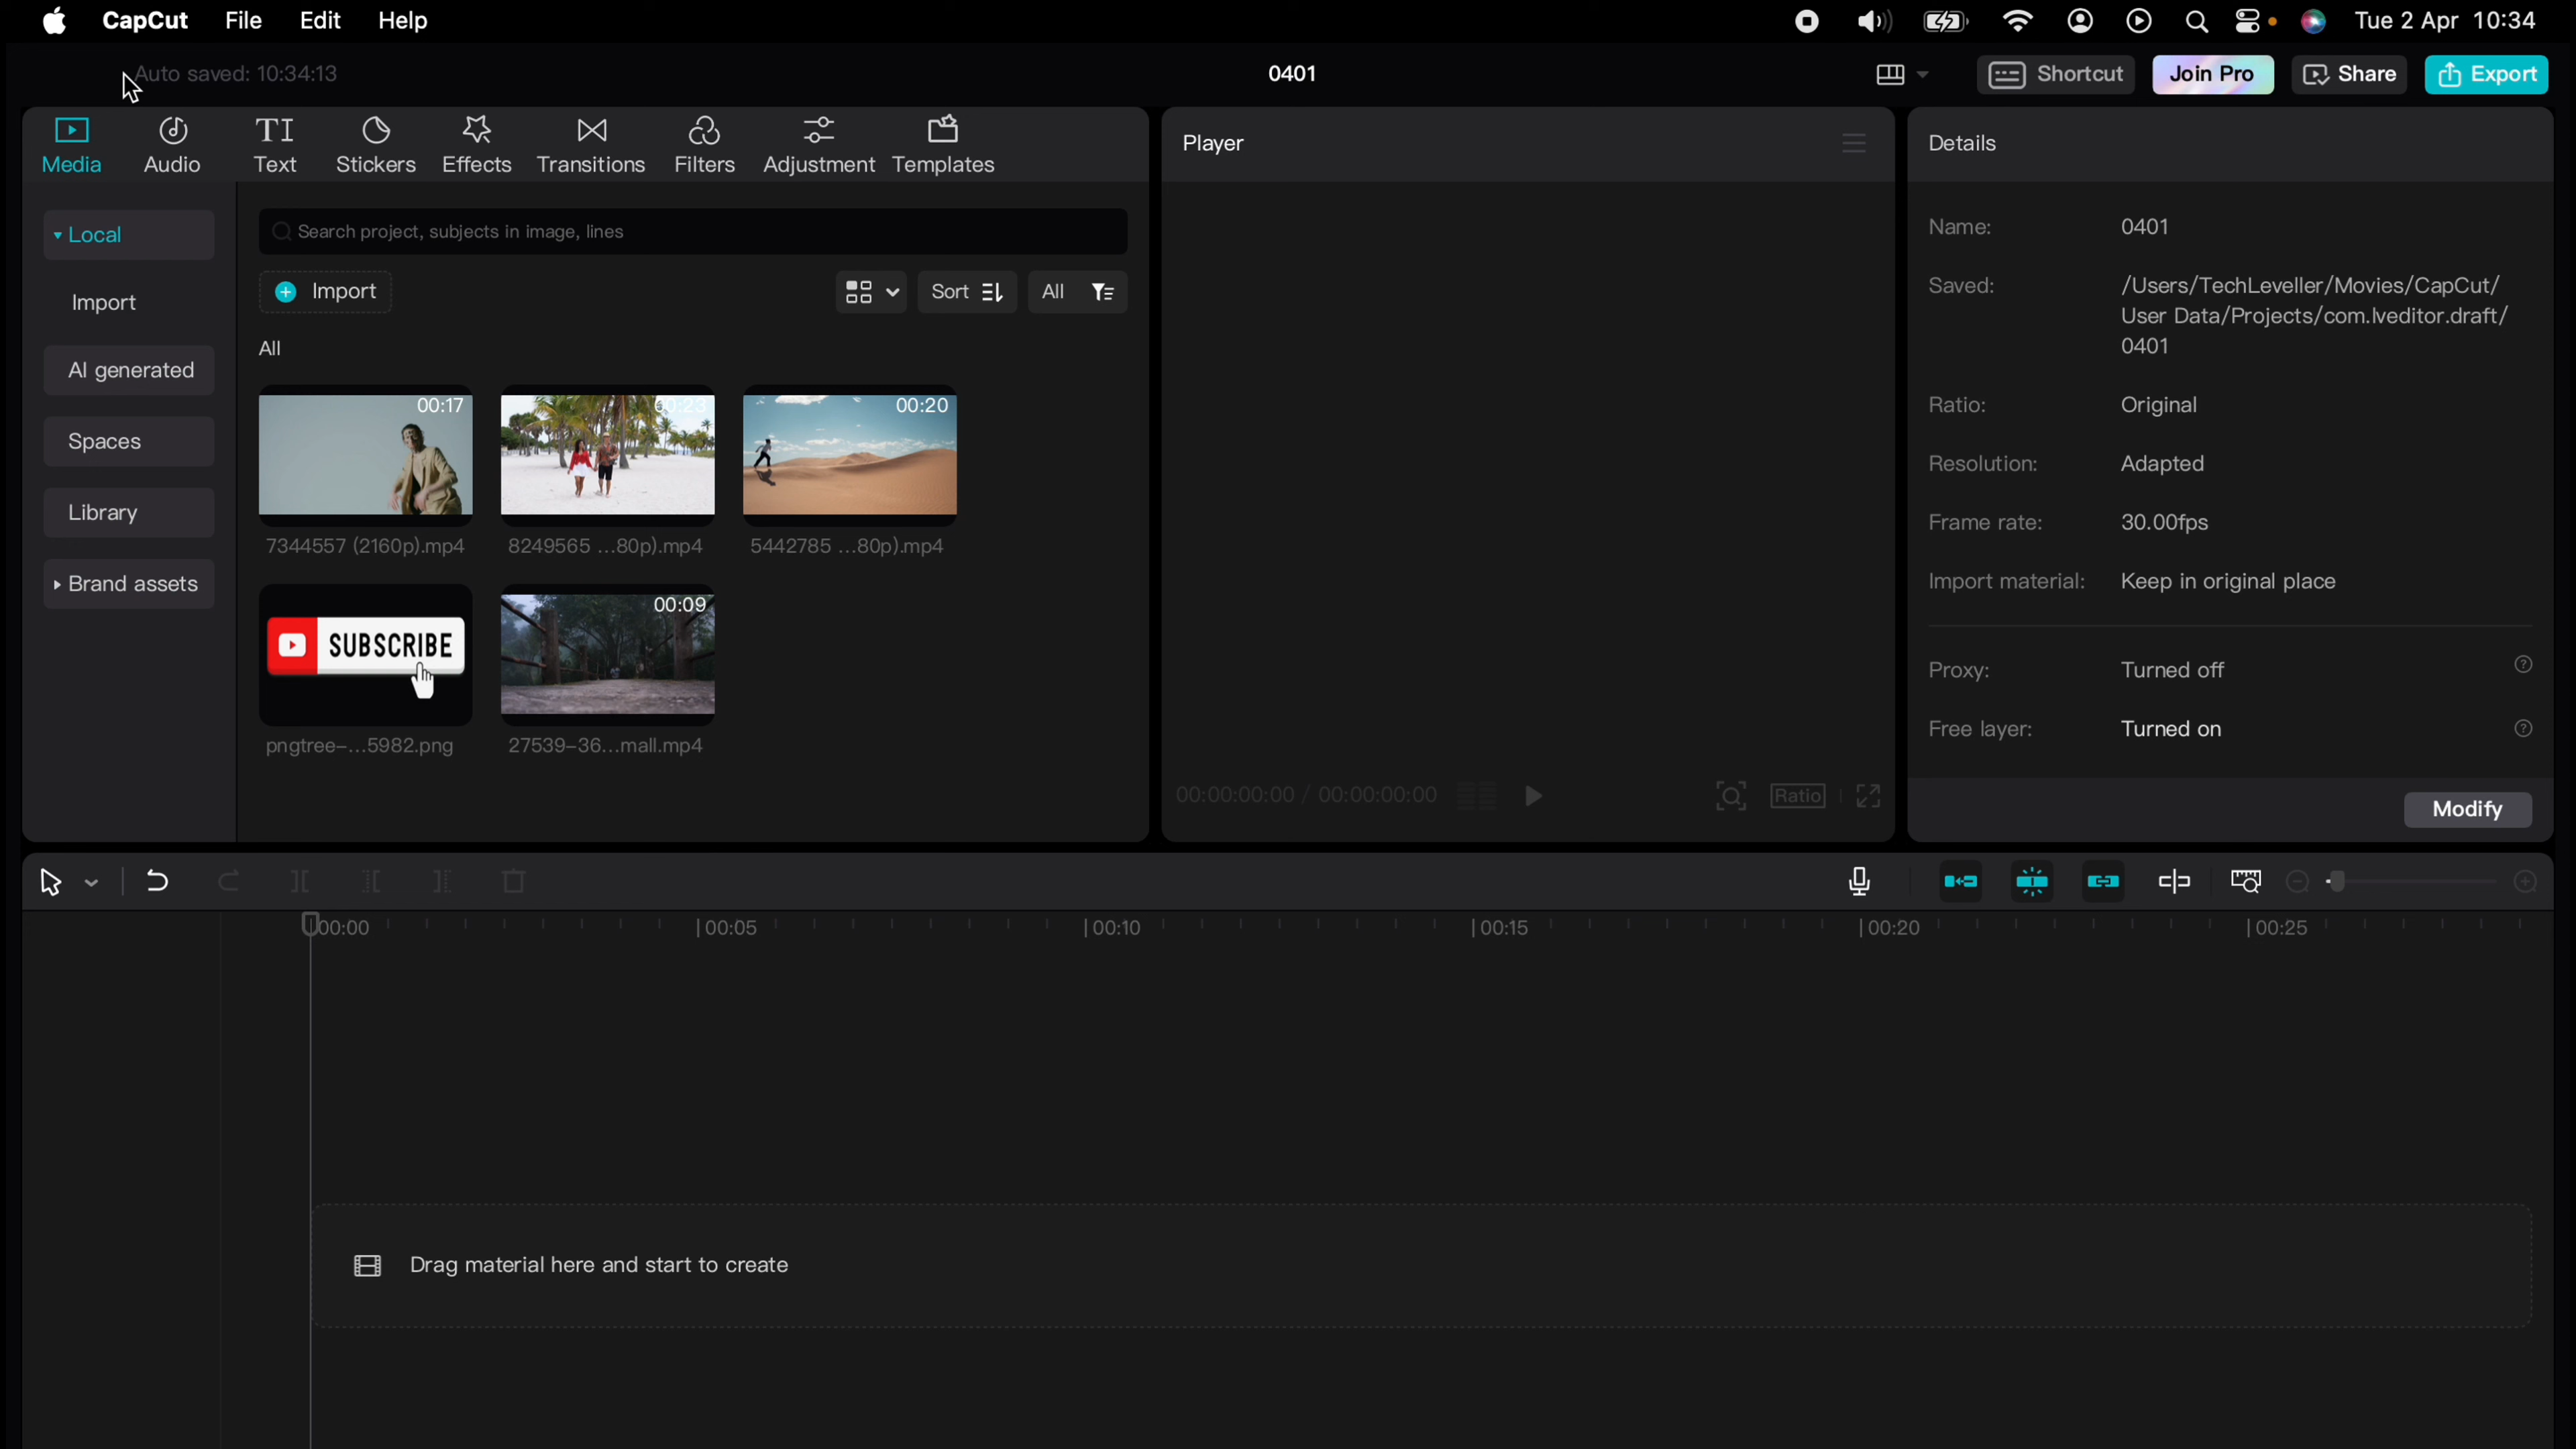 CapCut File Edit Help Tue 2 Apr 10:34
Auto saved: 10:34:13 0401 Shortcut Join Pro Share Export
Media Audio Text Stickers Effects Transitions Filters Adjustment Templates
Local
Import
AI generated
Spaces
Library
Brand assets
Search project, subjects in image, lines
Import Sort All
All
00:17 00:23 00:20
7344557 (2160p).mp4 8249565 ...80p).mp4 5442785 ...80p).mp4
SUBSCRIBE 00:09
pngtree-...5982.png 27539-36...mall.mp4
Player
00:00:00:00 / 00:00:00:00 Ratio
Details
Name: 0401
Saved: /Users/TechLeveller/Movies/CapCut/
User Data/Projects/com.lveditor.draft/
0401
Ratio: Original
Resolution: Adapted
Frame rate: 30.00fps
Import material: Keep in original place
Proxy: Turned off
Free layer: Turned on
Modify
00:00 00:05 00:10 00:15 00:20 00:25
Drag material here and start to create